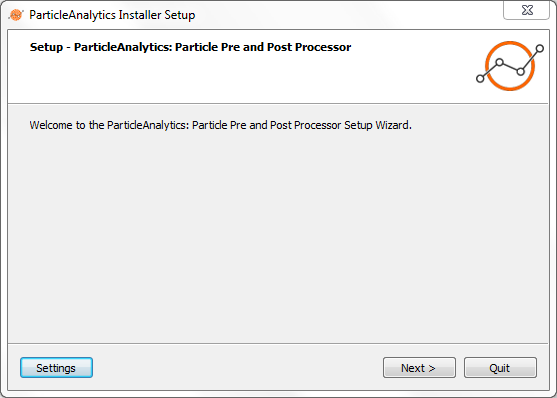 ParticleAnalytics Installer Setup
Setup - ParticleAnalytics: Particle Pre and Post Processor
Welcome to the ParticleAnalytics: Particle Pre and Post Processor Setup Wizard.
Settings
Next >
Quit